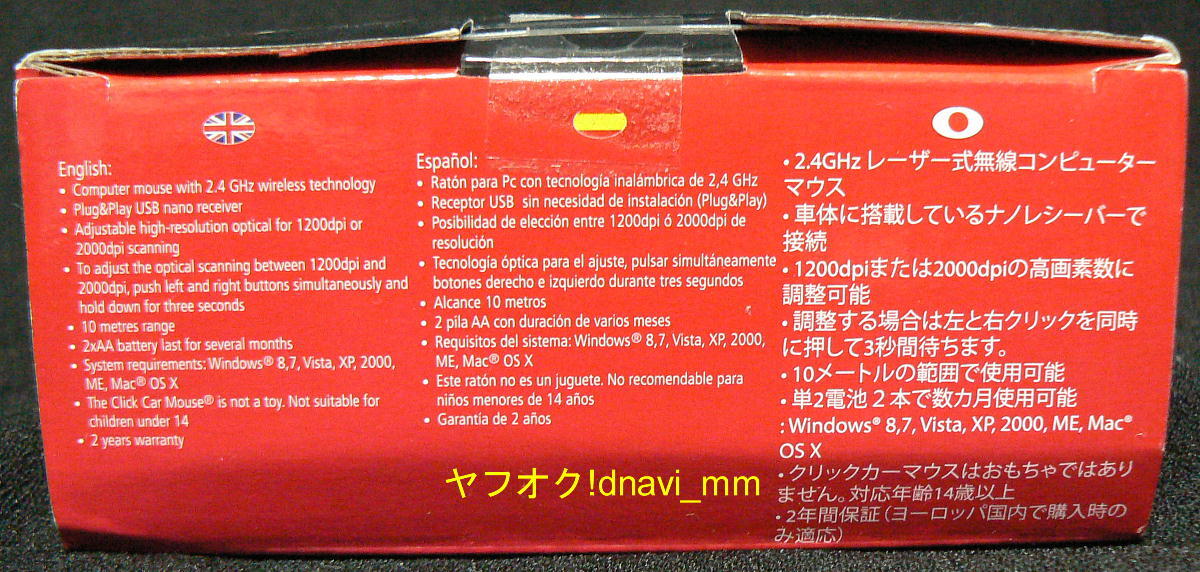 English:
• Computer mouse with 2.4 GHz wireless technology
• Plug&Play USB nano receiver
• Adjustable high-resolution optical for 1200dpi or
2000dpi scanning
• To adjust the optical scanning between 1200dpi and
2000dpi, push left and right buttons simultaneously and
hold down for three seconds
• 10 metres range
• 2xAA battery last for several months
• System requirements: Windows® 8,7, Vista, XP, 2000,
ME, Mac® OS X
• The Click Car Mouse® is not a toy. Not suitable for
children under 14
• 2 years warranty
Español:
• Ratón para Pc con tecnología inalámbrica de 2,4 GHz
• Receptor USB sin necesidad de instalación (Plug&Play)
• Posibilidad de elección entre 1200dpi ó 2000dpi de
resolución
• Tecnología óptica para el ajuste, pulsar simultáneamente
botones derecho e izquierdo durante tres segundos
• Alcance 10 metros
• 2 pila AA con duración de varios meses
• Requisitos del sistema: Windows® 8,7, Vista, XP, 2000,
ME, Mac® OS X
• Este ratón no es un juguete. No recomendable para
niños menores de 14 años
• Garantía de 2 años
・2.4GHz レーザー式無線コンピューター
マウス
・車体に搭載しているナノレシーバーで
接続
・1200dpiまたは2000dpiの高画素数に
調整可能
・調整する場合は左と右クリックを同時
に押して3秒間待ちます。
・10メートルの範囲で使用可能
・単2電池２本で数カ月使用可能
: Windows® 8,7, Vista, XP, 2000, ME, Mac®
OS X
・クリックカーマウスはおもちゃではあり
ません。対応年齢14歳以上
・2年間保証（ヨーロッパ国内で購入時の
み適応）
ヤフオク!dnavi_mm